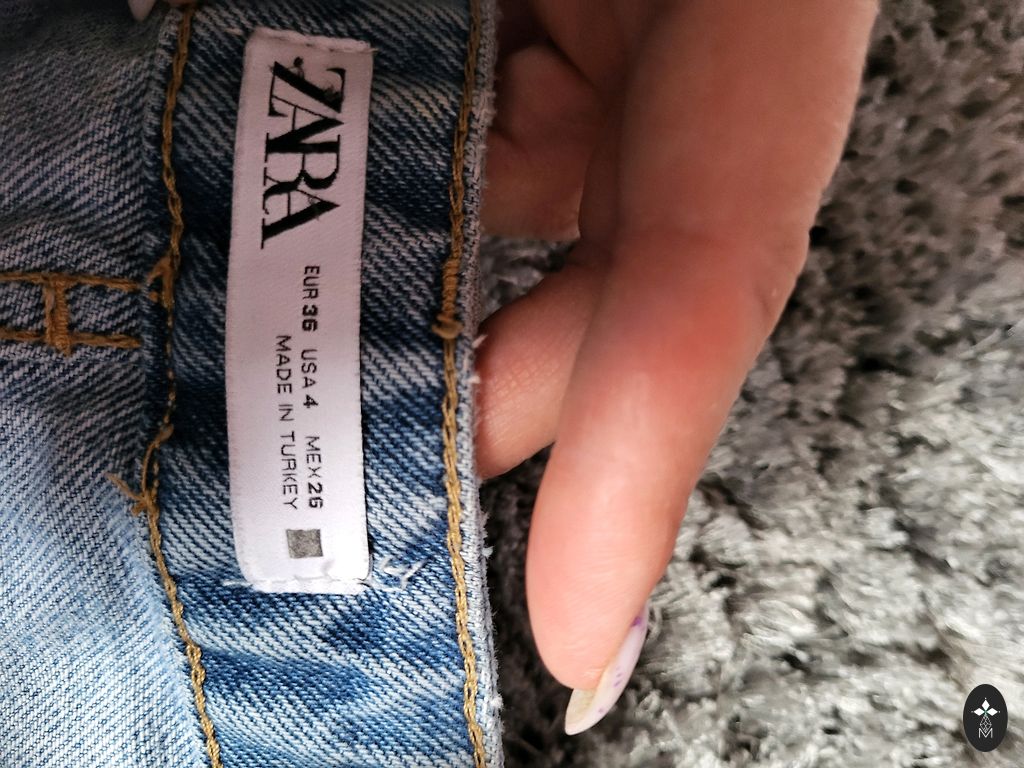 ZARA
EUR 36 USA 4 MEX 26
MADE IN TURKEY
M